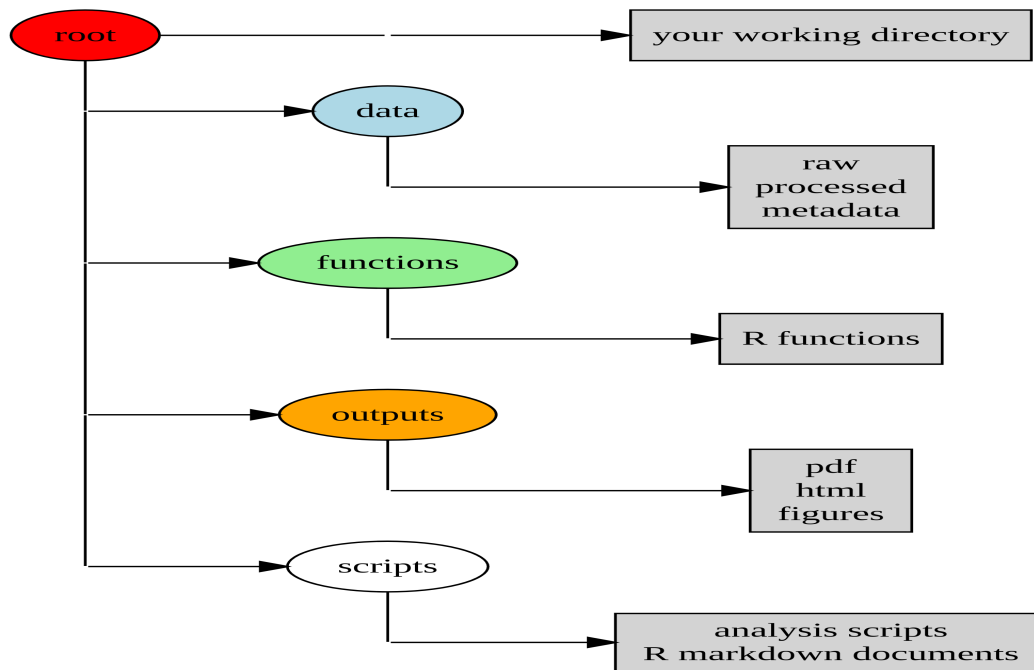 root
your working directory
data
raw
processed
metadata
functions
R functions
outputs
pdf
html
figures
scripts
analysis scripts
R markdown documents